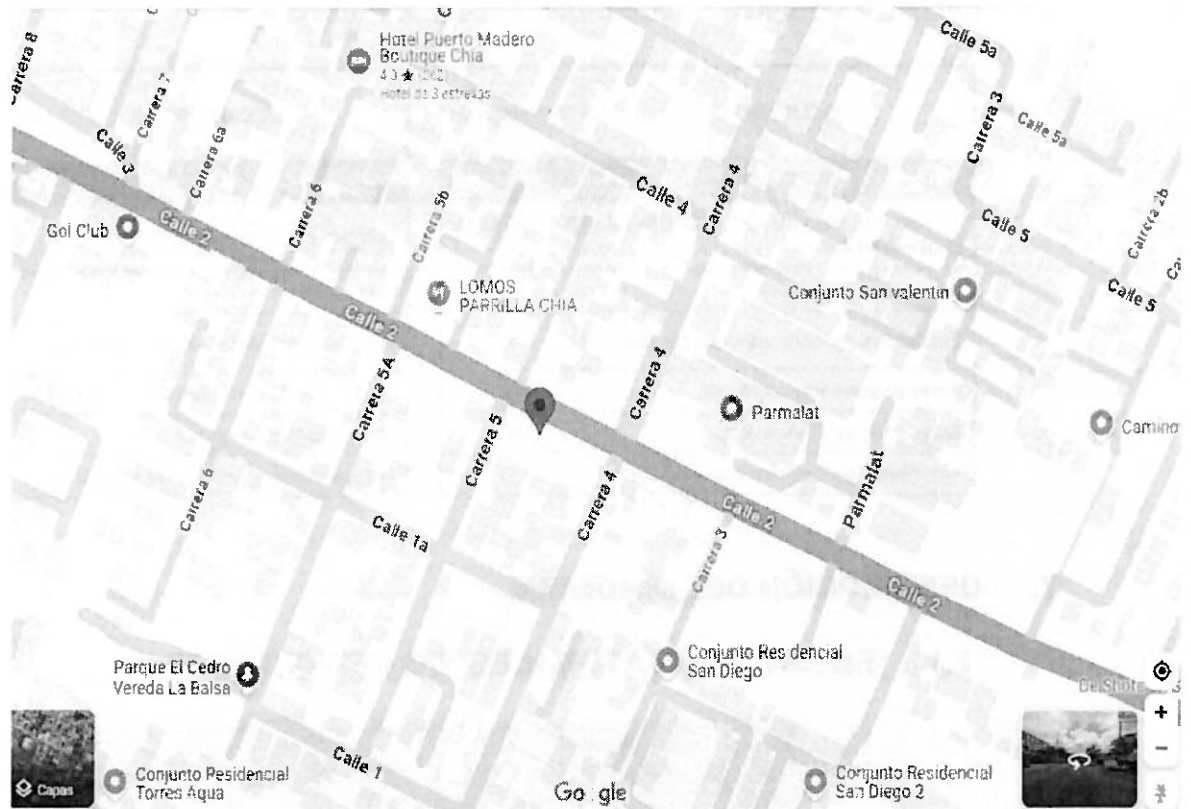 Hotel Puerto Madero
Boutique Chia
4.3 ★
Hotel de 3 estrellas
Calle 5a
Carrera 8
Carrera 7
Calle 3
Carrera 6a
Carrera 3
Calle 5a
Carrera 6
Carrera 5b
Calle 4
Carrera 4
Calle 5
Carrera 2b
Gol Club
Calle 2
LOMOS
PARRILLA CHIA
Conjunto San valentin
Calle 5
Calle 2
Carrera 5A
Carrera 4
Parmalat
Camino
Carrera 5
Carrera 6
Carrera 4
Calle 2
Parmalat
Calle 1a
Carrera 3
Calle 2
Parque El Cedro
Vereda La Balsa
Conjunto Residencial
San Diego
Calle 1
Capas
Conjunto Residencial
Torres Aqua
Google
Conjunto Residencial
San Diego 2